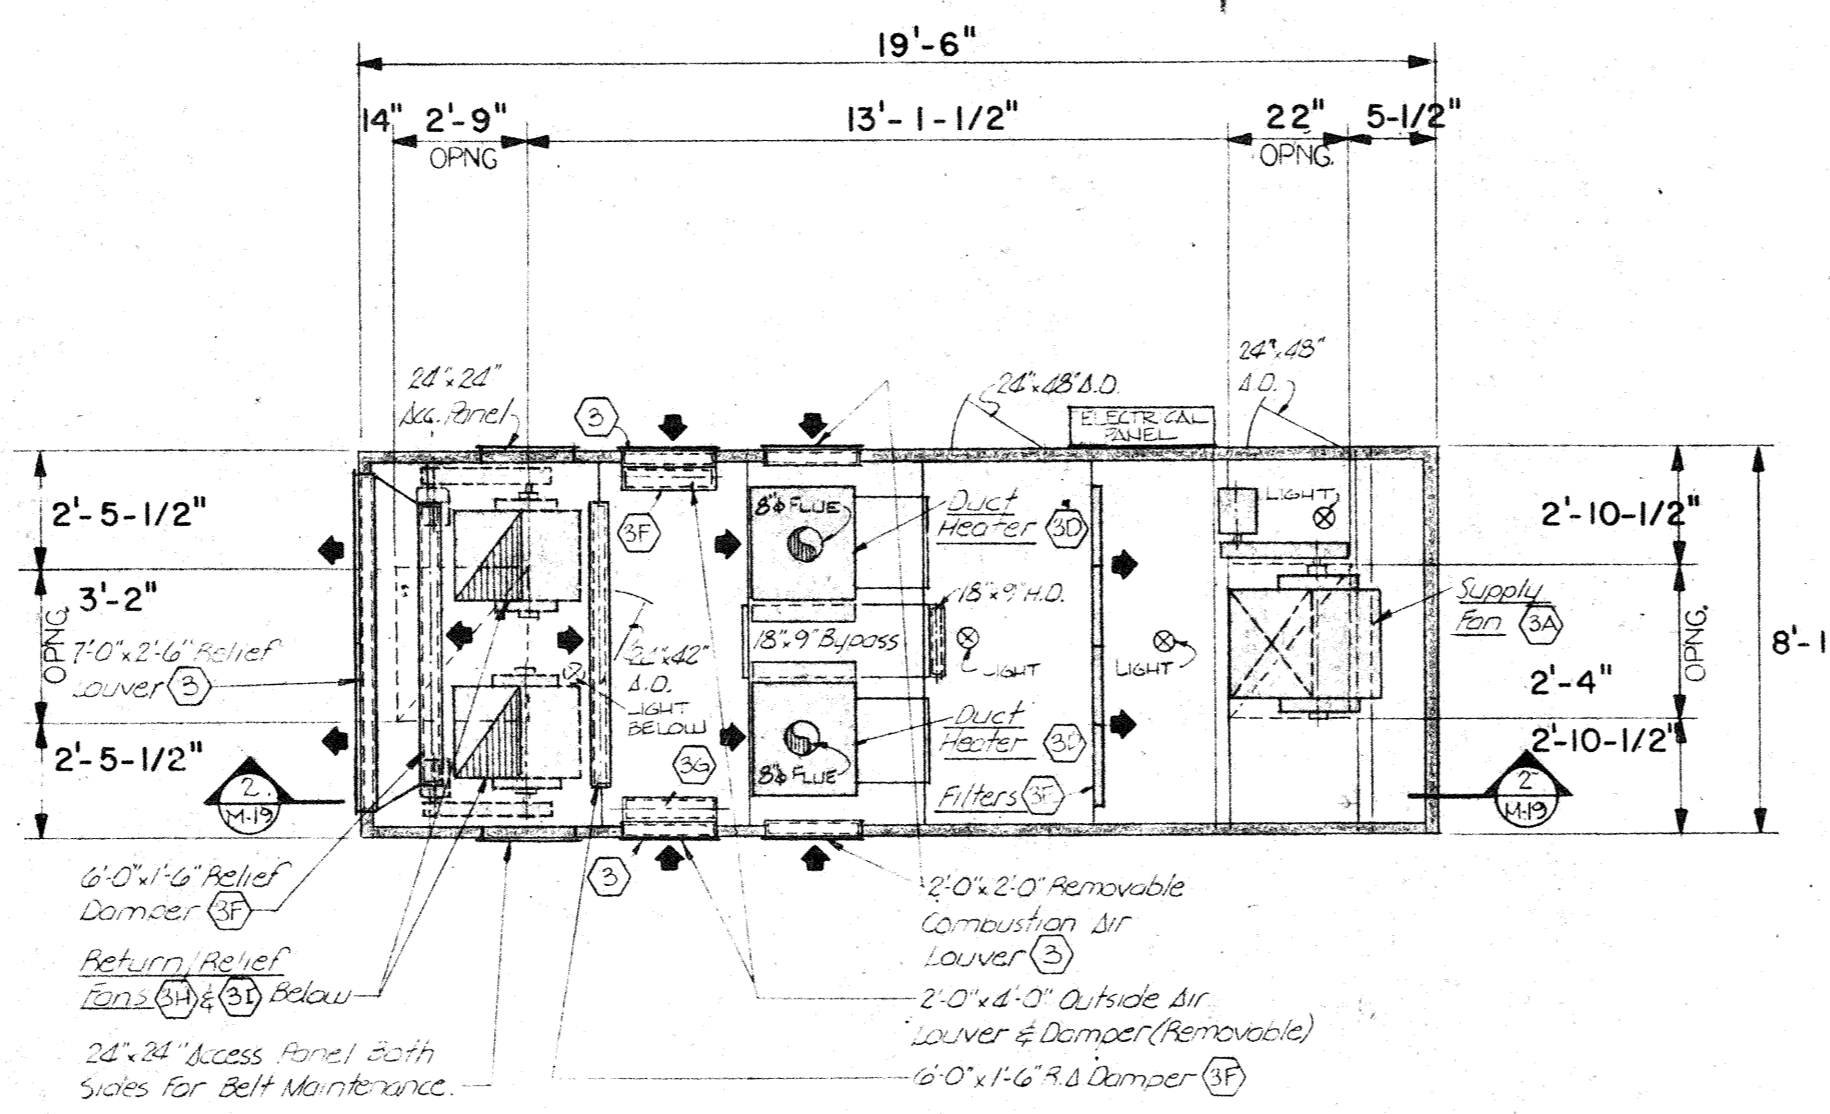 19'-6"
14" 2'-9" 13'-1-1/2" 22" 5-1/2"
OPNG OPNG.
24"x24"
Acc. Panel
3
24"x48" A.D.
24"x48"
A.D.
ELECTRICAL
PANEL
2'-5-1/2"
3'-2"
OPNG.
2'-5-1/2"
7'-0"x2'-6" Relief
Louver 3
3F
8"ø FLUE
Duct
Heater 3D
LIGHT
2'-10-1/2"
18"x9" H.D.
18"x9" Bypass
LIGHT
LIGHT
Supply
Fan 3A
OPNG.
2'-4"
8'-1
24"x42"
A.D.
LIGHT
BELOW
3G
8"ø FLUE
Duct
Heater 3D
Filters 3E
2'-10-1/2"
2
M-19
2
M-19
3
6'-0"x1'-6" Relief
Damper 3F
Return/Relief
Fans 3H & 3I Below
24"x24" Access Panel Both
Sides For Belt Maintenance.
2'-0"x2'-0" Removable
Combustion Air
Louver 3
2'-0"x4'-0" Outside Air
Louver & Damper (Removable)
6'-0"x1'-6" R.A Damper 3F